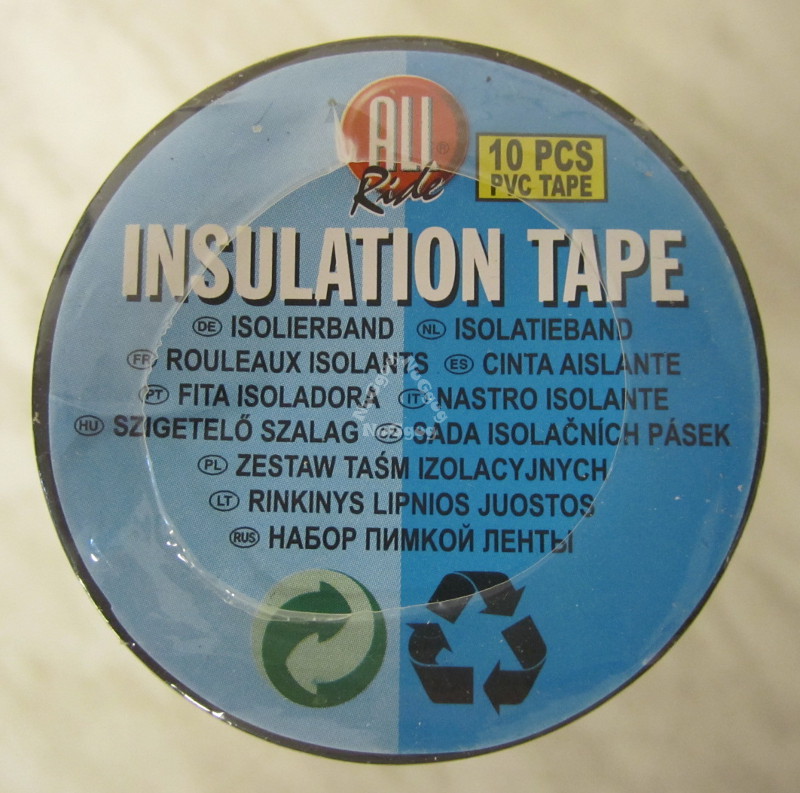 ALL®
Ride
10 PCS
PVC TAPE
INSULATION TAPE
DE ISOLIERBAND NL ISOLATIEBAND
FR ROULEAUX ISOLANTS ES CINTA AISLANTE
PT FITA ISOLADORA IT NASTRO ISOLANTE
HU SZIGETELŐ SZALAG CZ SADA ISOLAČNÍCH PÁSEK
PL ZESTAW TAŚM IZOLACYJNYCH
LT RINKINYS LIPNIOS JUOSTOS
RUS НАБОР ПИМКОЙ ЛЕНТЫ